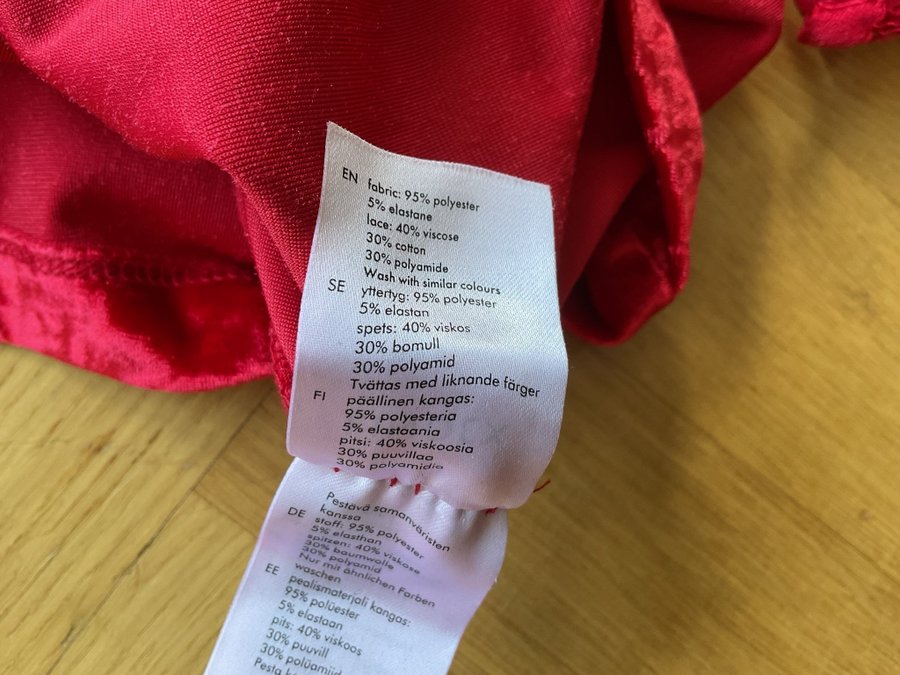 EN fabric: 95% polyester
5% elastane
lace: 40% viscose
30% cotton
30% polyamide
Wash with similar colours
SE yttertyg: 95% polyester
5% elastan
spets: 40% viskos
30% bomull
30% polyamid
Tvättas med liknande färger
FI päällinen kangas:
95% polyesteria
5% elastaania
pitsi: 40% viskoosia
30% puuvillaa
30% polyamidia
Pestävä samanväristen
kanssa
DE stoff: 95% polyester
5% elasthan
spitzen: 40% viskose
30% baumwolle
30% polyamid
Nur mit ähnlichen Farben
waschen
EE pealismaterjali kangas:
95% polüester
5% elastaan
pits: 40% viskoos
30% puuvill
30% polüamiid
Pesta